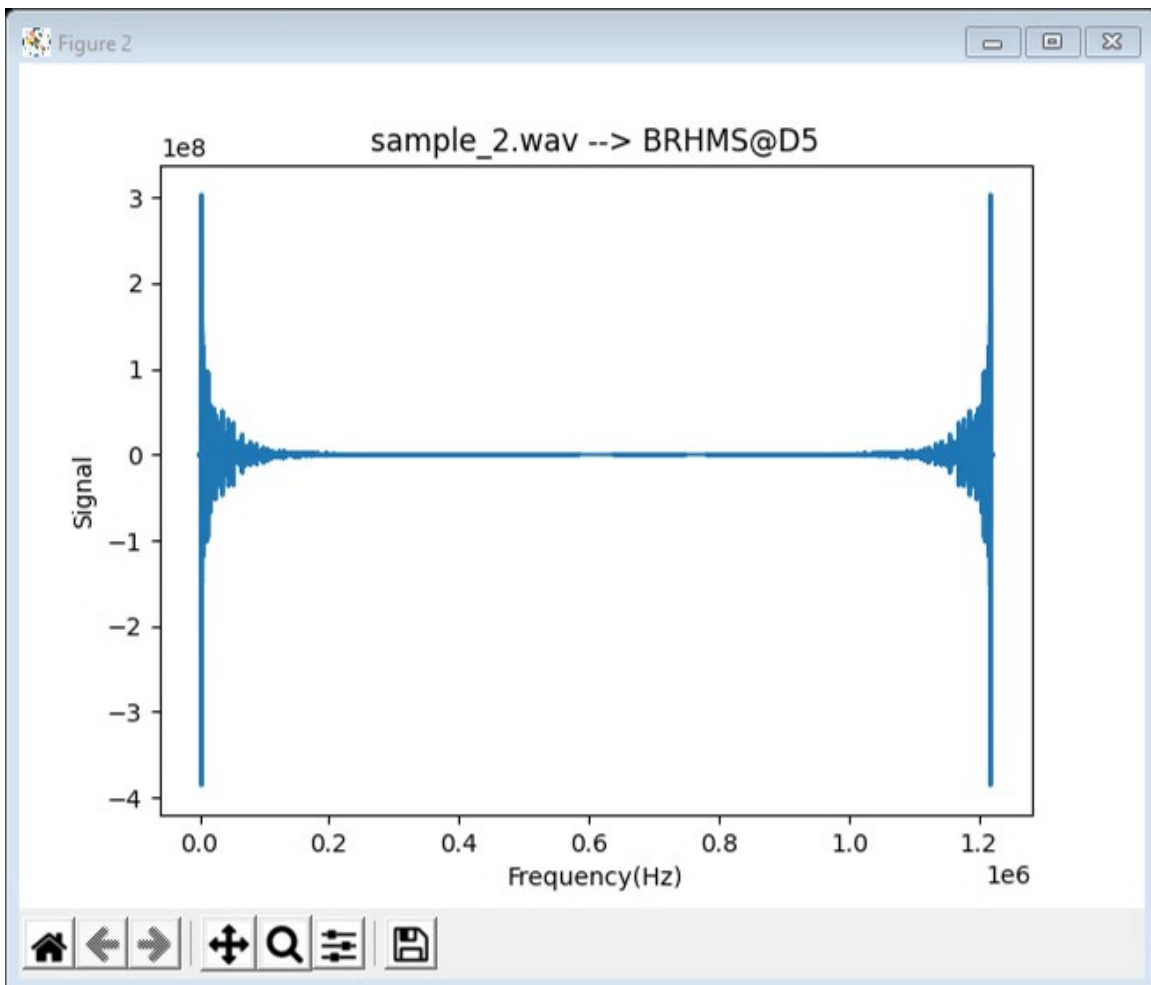 Figure 2
sample_2.wav --> BRHMS@D5
1e8
3
2
1
0
−1
−2
−3
−4
Signal
0.0 0.2 0.4 0.6 0.8 1.0 1.2
Frequency(Hz)
1e6